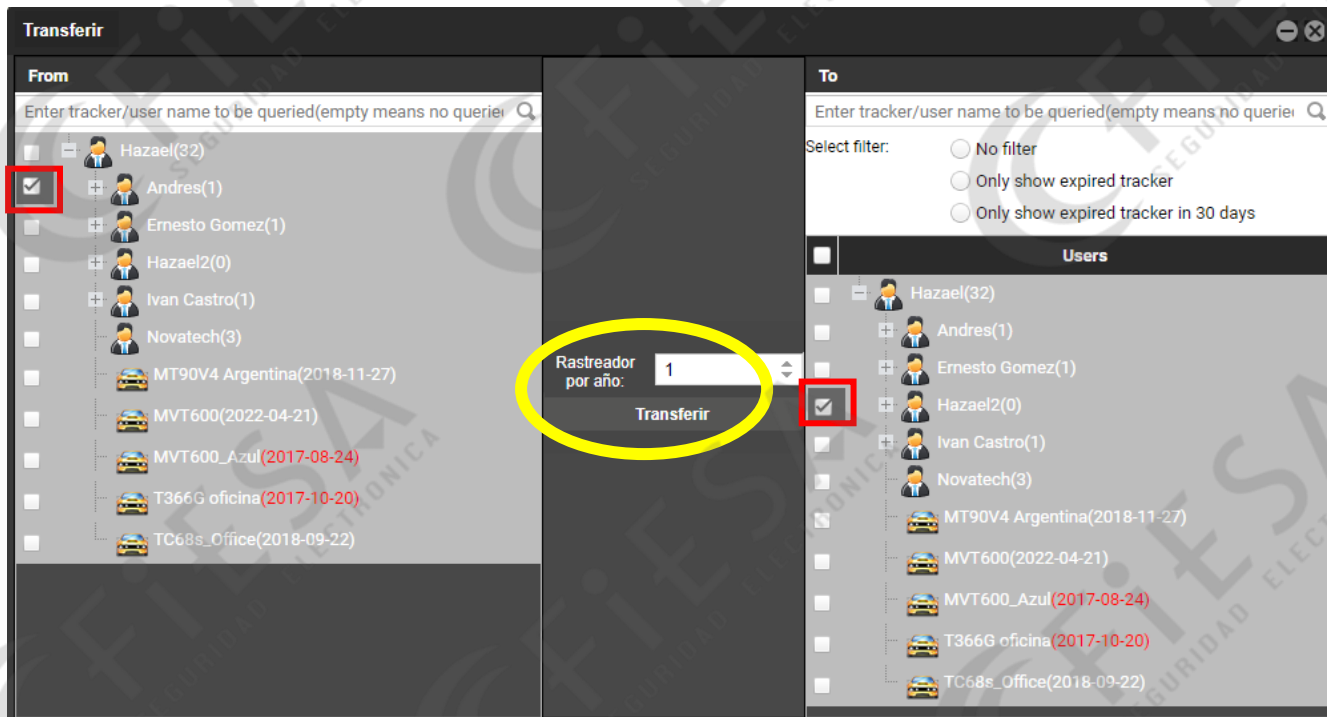 Transferir
From
Enter tracker/user name to be queried(empty means no querie
Hazael(32)
Andres(1)
Ernesto Gomez(1)
Hazael2(0)
Ivan Castro(1)
Novatech(3)
MT90V4 Argentina(2018-11-27)
MVT600(2022-04-21)
MVT600_Azul(2017-08-24)
T366G oficina(2017-10-20)
TC68s_Office(2018-09-22)
Rastreador
por año:
1
Transferir
To
Enter tracker/user name to be queried(empty means no querie
Select filter:
No filter
Only show expired tracker
Only show expired tracker in 30 days
Users
Hazael(32)
Andres(1)
Ernesto Gomez(1)
Hazael2(0)
Ivan Castro(1)
Novatech(3)
MT90V4 Argentina(2018-11-27)
MVT600(2022-04-21)
MVT600_Azul(2017-08-24)
T366G oficina(2017-10-20)
TC68s_Office(2018-09-22)
FiESA
SEGURIDAD ELECTRONICA